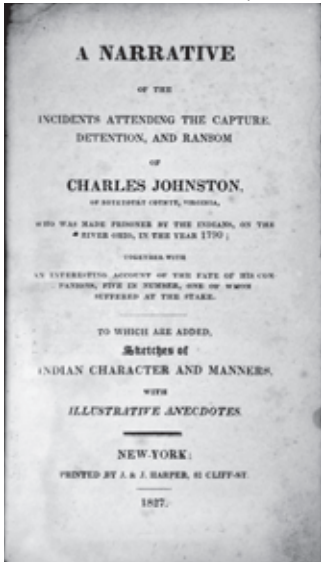 A NARRATIVE
OF THE
INCIDENTS ATTENDING THE CAPTURE,
DETENTION, AND RANSOM
OF
CHARLES JOHNSTON,
OF BOTETOURT COUNTY, VIRGINIA,
WHO WAS MADE PRISONER BY THE INDIANS, ON THE
RIVER OHIO, IN THE YEAR 1790;
TOGETHER WITH
AN INTERESTING ACCOUNT OF THE FATE OF HIS COM-
PANIONS, FIVE IN NUMBER, ONE OF WHOM
SUFFERED AT THE STAKE.
TO WHICH ARE ADDED,
Sketches of
INDIAN CHARACTER AND MANNERS,
WITH
ILLUSTRATIVE ANECDOTES.
NEW-YORK:
PRINTED BY J. & J. HARPER, 82 CLIFF-ST.
1827.